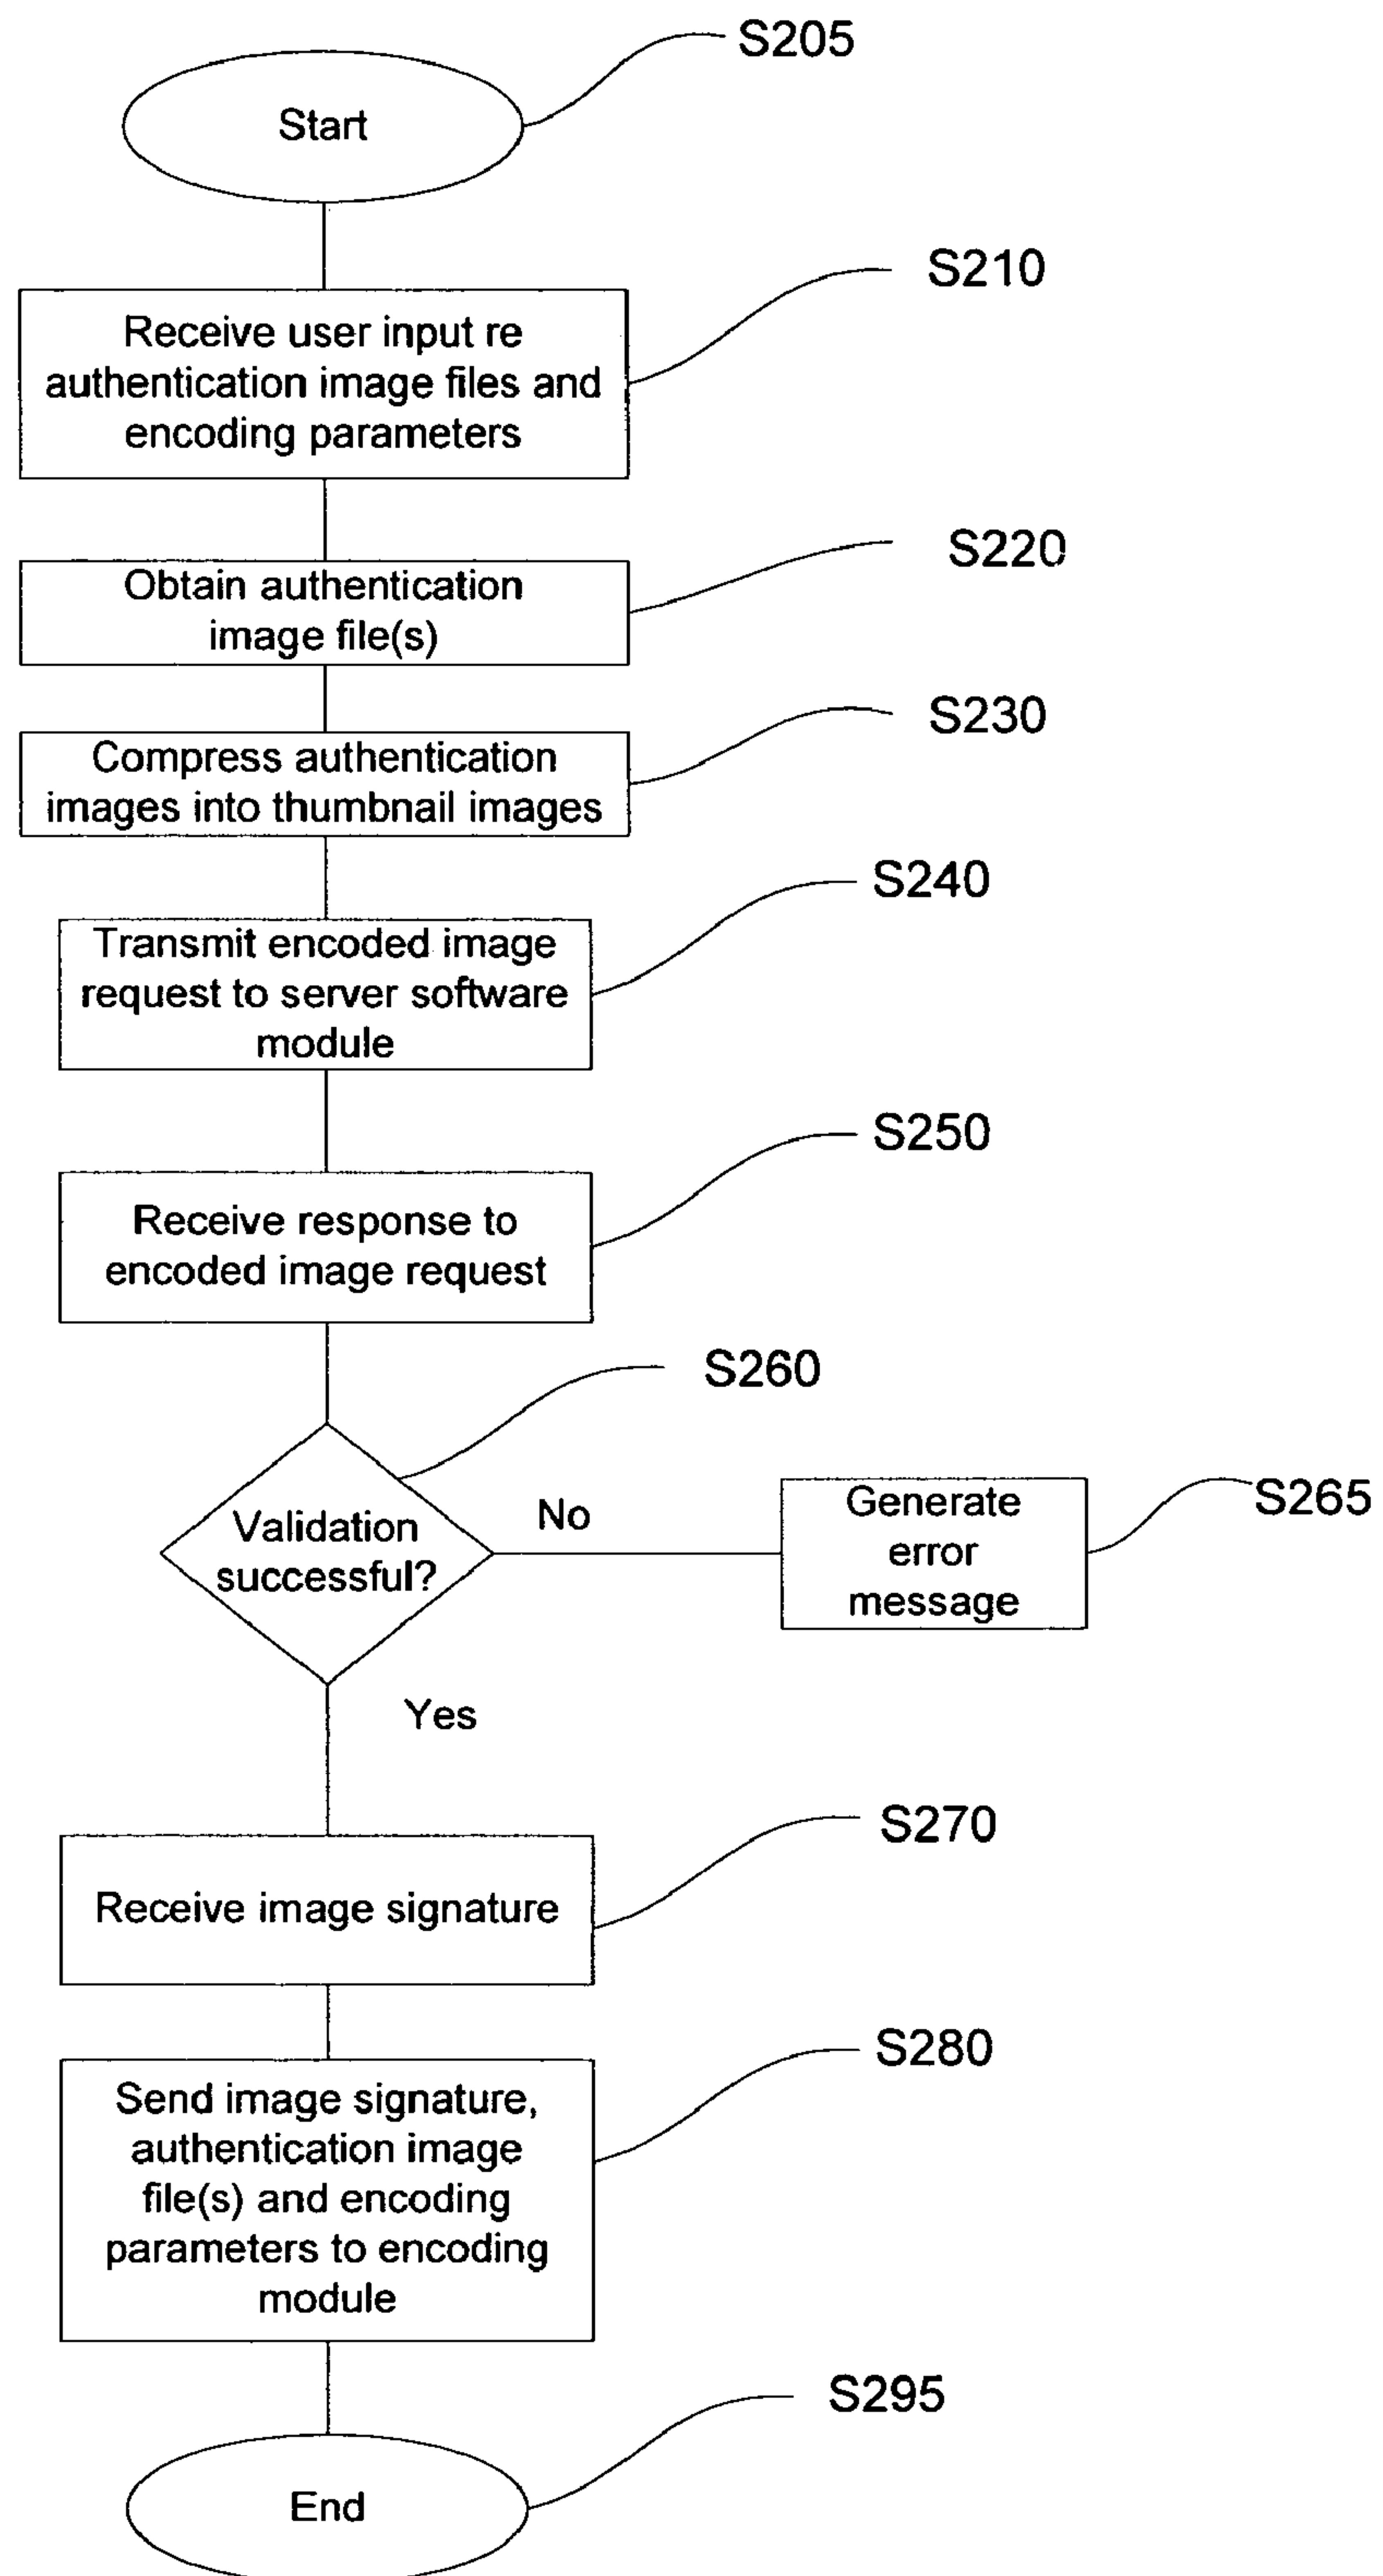 S205
Start
S210
Receive user input re
authentication image files and
encoding parameters
S220
Obtain authentication
image file(s)
S230
Compress authentication
images into thumbnail images
S240
Transmit encoded image
request to server software
module
S250
Receive response to
encoded image request
S260
Validation
successful?
No
Generate
error
message
S265
Yes
S270
Receive image signature
S280
Send image signature,
authentication image
file(s) and encoding
parameters to encoding
module
S295
End